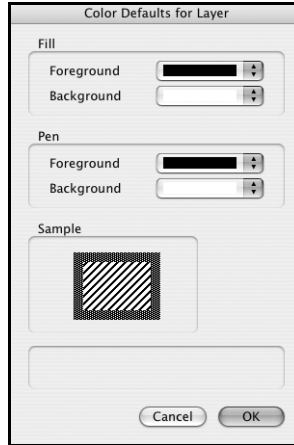 Color Defaults for Layer
Fill
Foreground
Background
Pen
Foreground
Background
Sample
Cancel OK